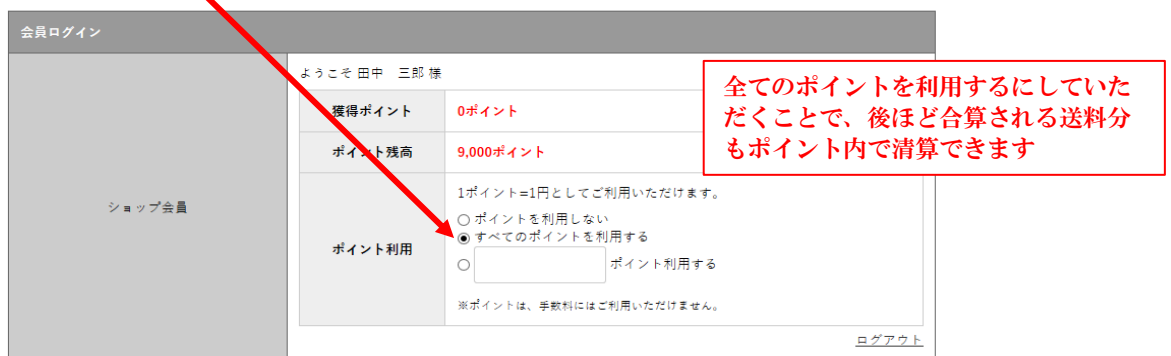 会員ログイン
ようこそ 田中　三郎 様
獲得ポイント
0ポイント
ポイント残高
9,000ポイント
ショップ会員
ポイント利用
1ポイント=1円としてご利用いただけます。
ポイントを利用しない
すべてのポイントを利用する
ポイント利用する
※ポイントは、手数料にはご利用いただけません。
ログアウト
全てのポイントを利用するにしていた
だくことで、後ほど合算される送料分
もポイント内で清算できます